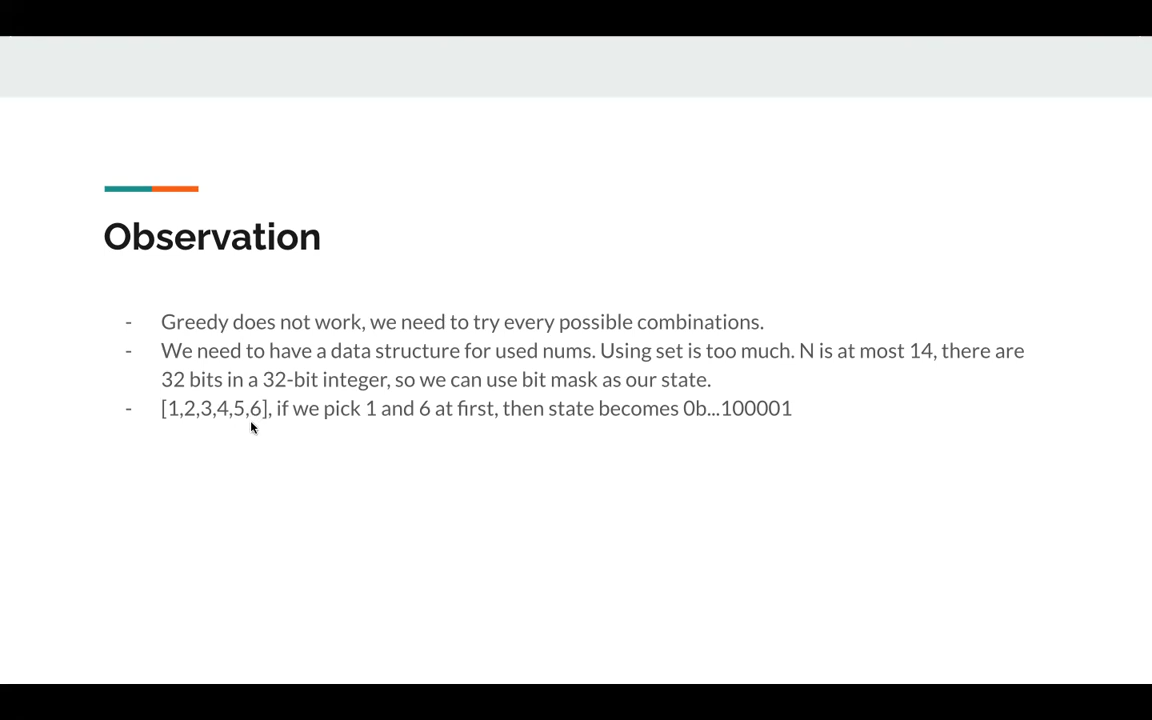 Observation
- Greedy does not work, we need to try every possible combinations.
- We need to have a data structure for used nums. Using set is too much. N is at most 14, there are
32 bits in a 32-bit integer, so we can use bit mask as our state.
- [1,2,3,4,5,6], if we pick 1 and 6 at first, then state becomes 0b...100001